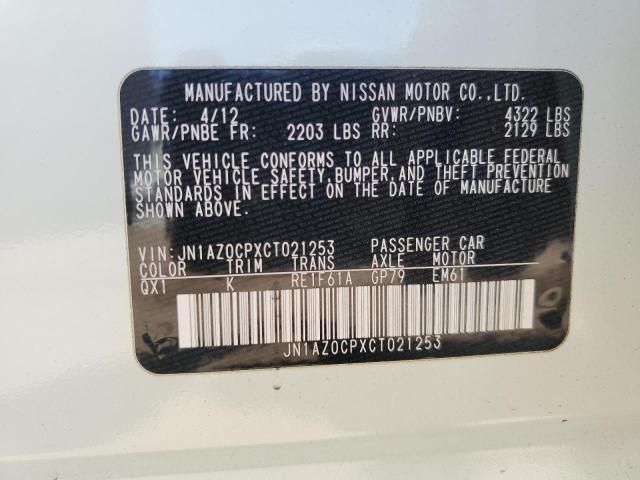 MANUFACTURED BY NISSAN MOTOR CO.,LTD.
DATE: 4/12 GVWR/PNBV: 4322 LBS
GAWR/PNBE FR: 2203 LBS RR: 2129 LBS
THIS VEHICLE CONFORMS TO ALL APPLICABLE FEDERAL
MOTOR VEHICLE SAFETY,BUMPER,AND THEFT PREVENTION
STANDARDS IN EFFECT ON THE DATE OF MANUFACTURE
SHOWN ABOVE.
VIN:JN1AZ0CPXCT021253 PASSENGER CAR
COLOR TRIM TRANS AXLE MOTOR
QX1 K RE1F61A GP79 EM61
JN1AZ0CPXCT021253